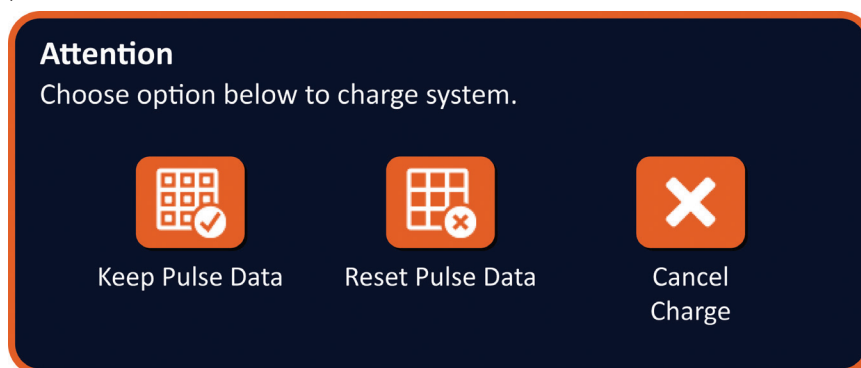 Attention
Choose option below to charge system.
Keep Pulse Data
Reset Pulse Data
Cancel
Charge